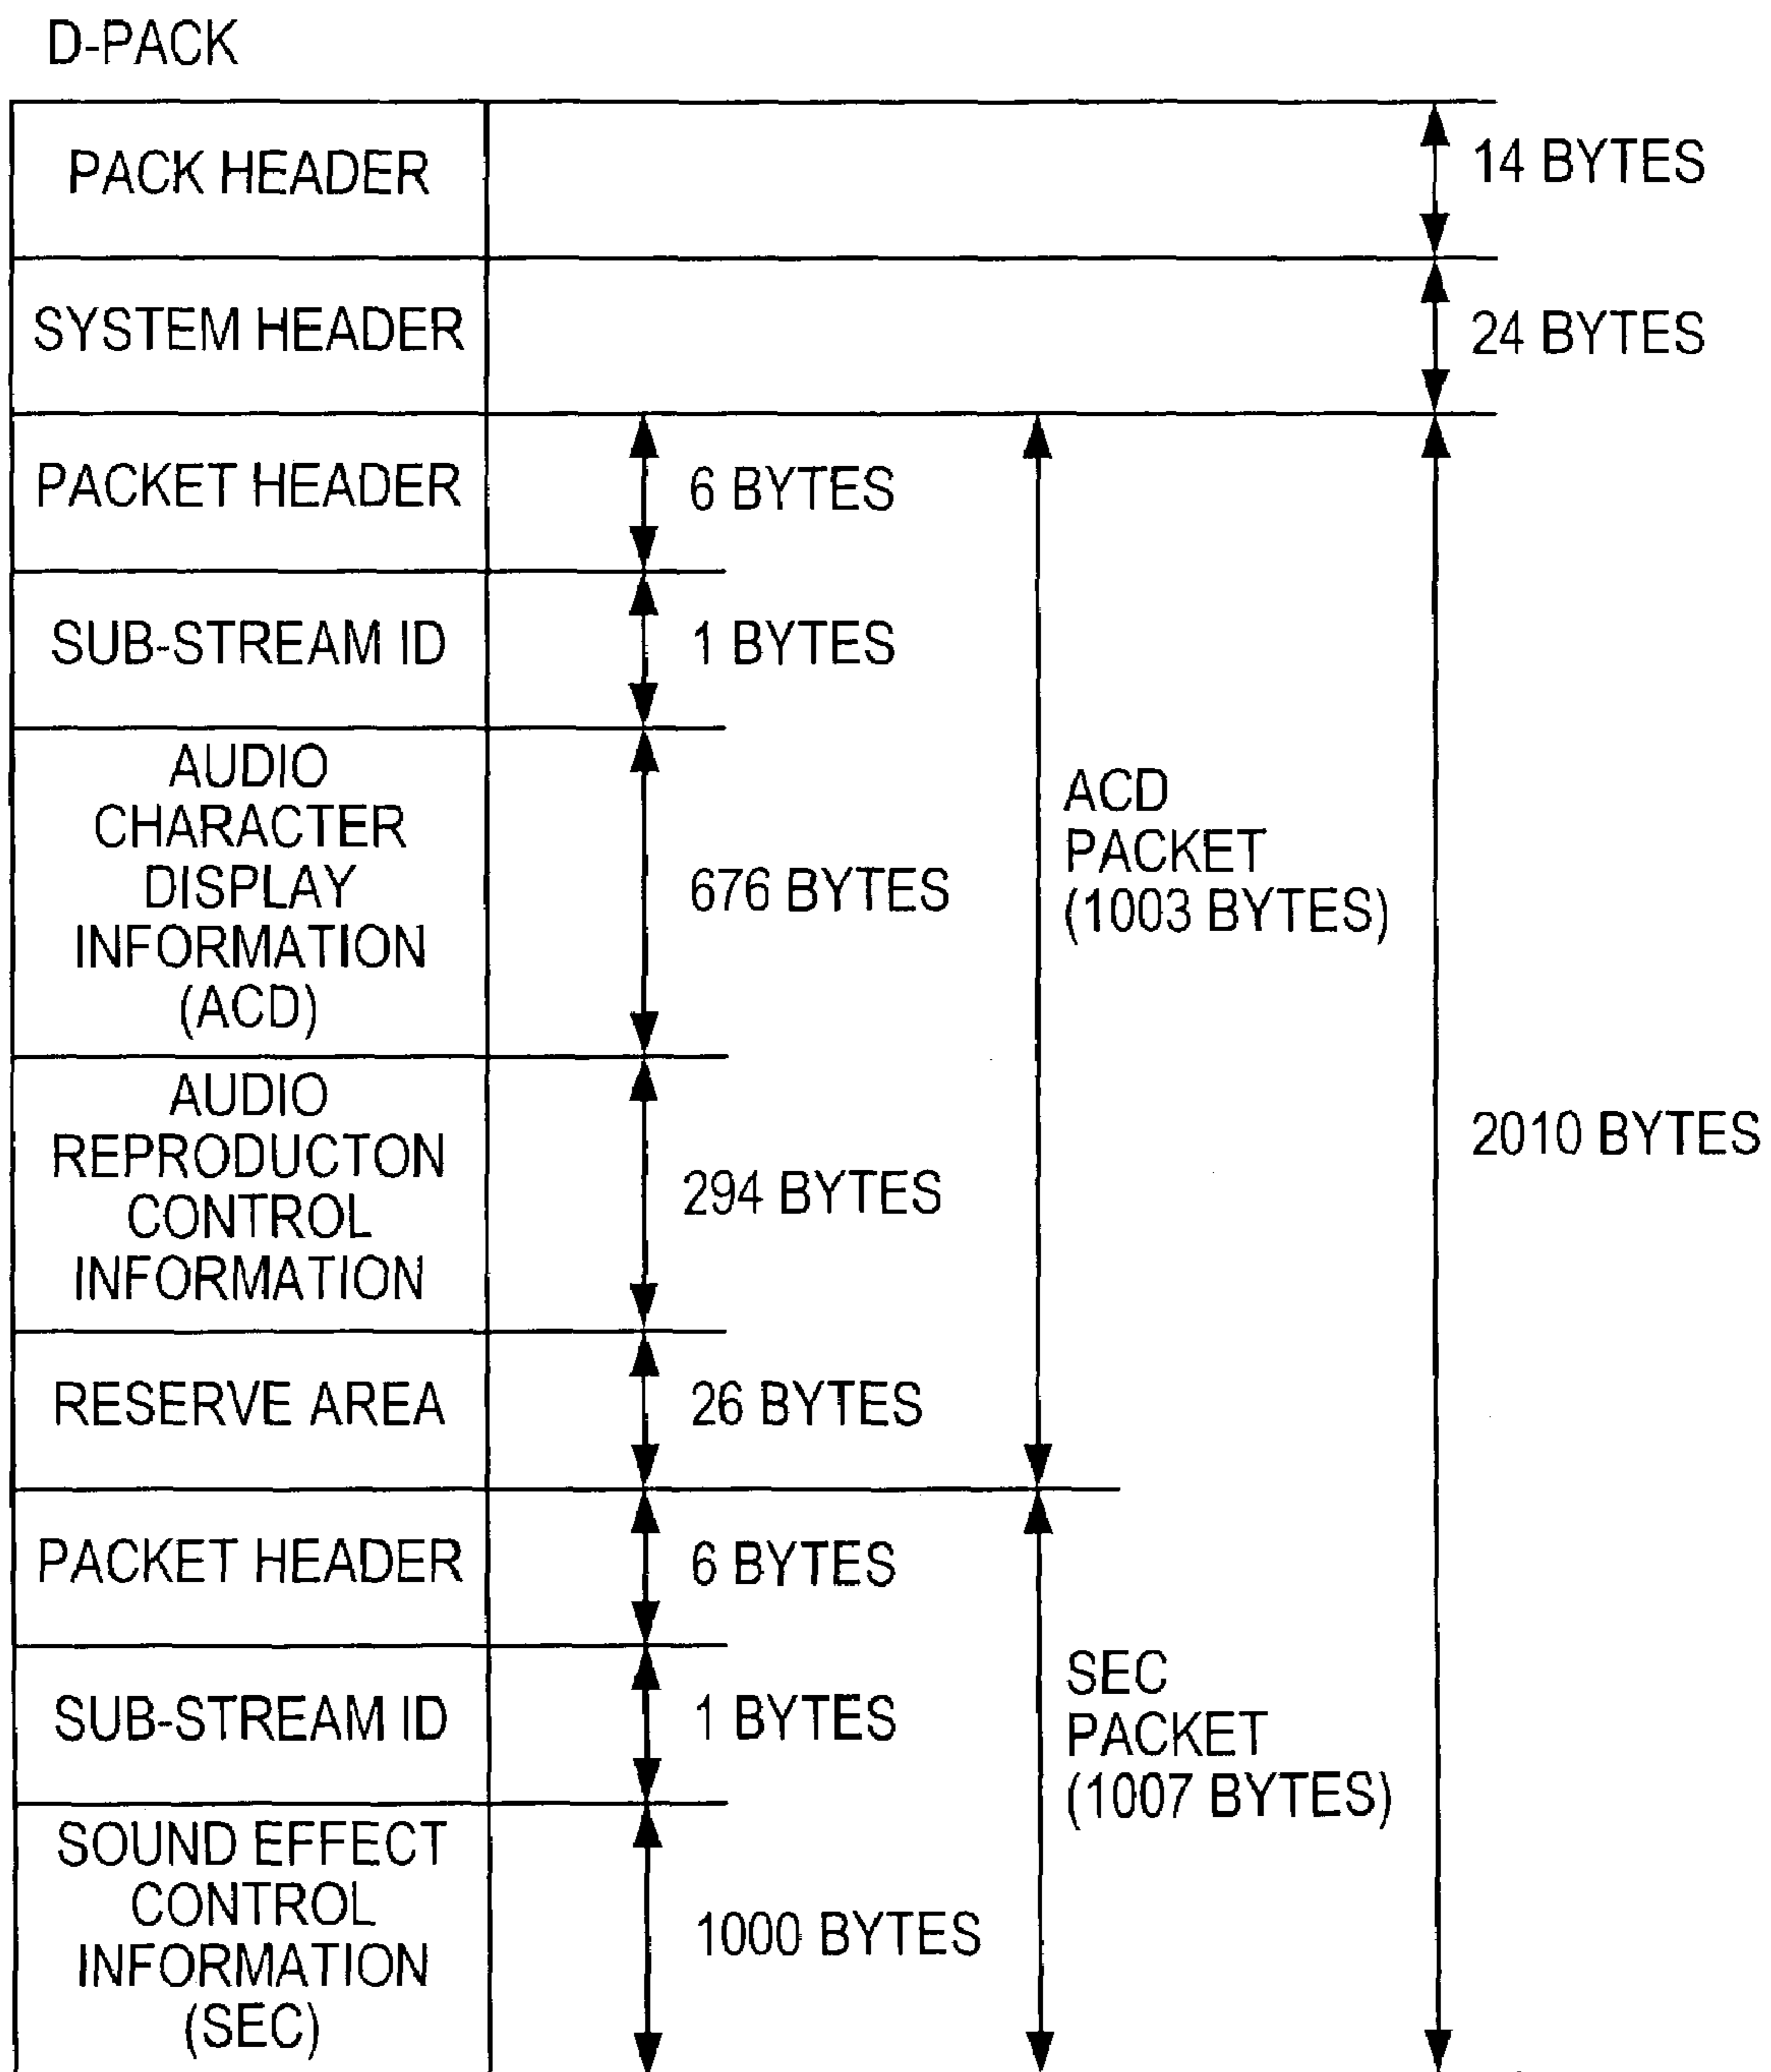 D-PACK
PACK HEADER
14 BYTES
SYSTEM HEADER
24 BYTES
PACKET HEADER
6 BYTES
SUB-STREAM ID
1 BYTES
AUDIO
CHARACTER
DISPLAY
INFORMATION
(ACD)
676 BYTES
ACD
PACKET
(1003 BYTES)
AUDIO
REPRODUCTON
CONTROL
INFORMATION
294 BYTES
2010 BYTES
RESERVE AREA
26 BYTES
PACKET HEADER
6 BYTES
SUB-STREAM ID
1 BYTES
SEC
PACKET
(1007 BYTES)
SOUND EFFECT
CONTROL
INFORMATION
(SEC)
1000 BYTES